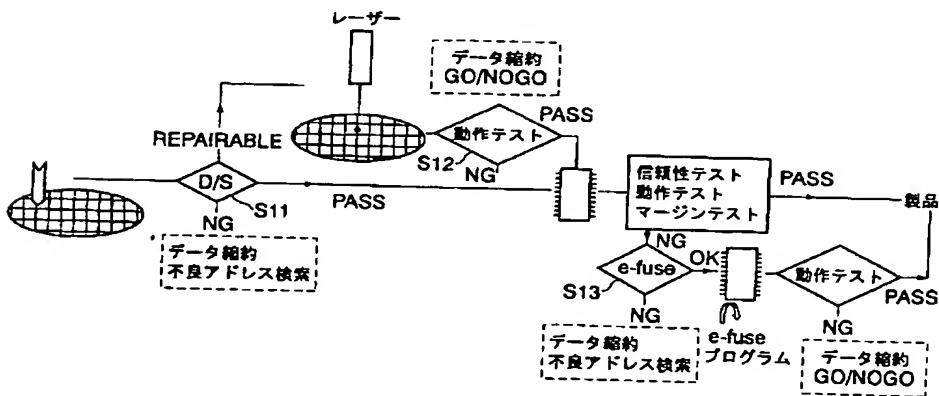 レーザー
データ縮約
GO/NOGO
REPAIRABLE
動作テスト
PASS
S12
NG
D/S
S11
PASS
NG
データ縮約
不良アドレス検索
信頼性テスト
動作テスト
マージンテスト
PASS
製品
NG
e-fuse
OK
S13
NG
動作テスト
PASS
NG
e-fuse
プログラム
データ縮約
不良アドレス検索
データ縮約
GO/NOGO